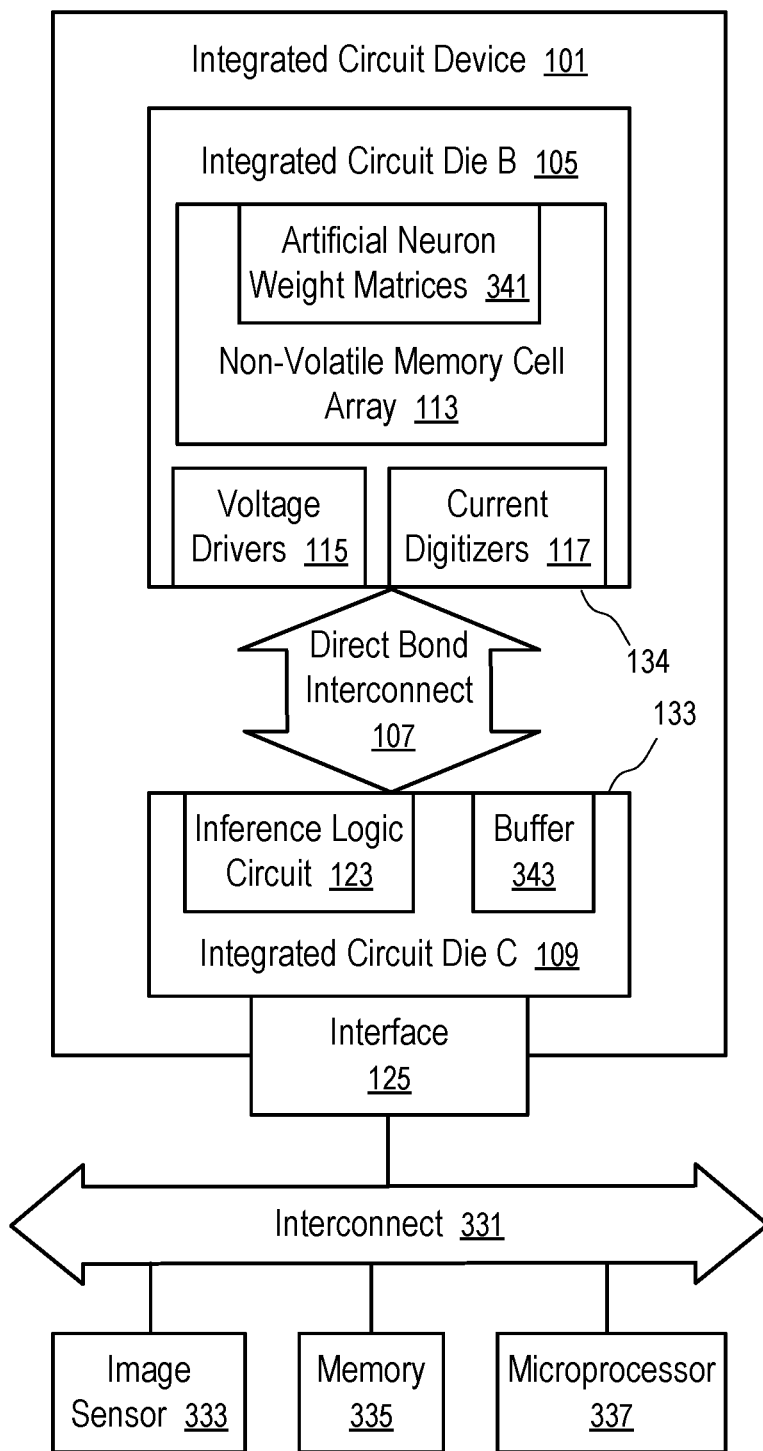 Integrated Circuit Device 101
Integrated Circuit Die B 105
Artificial Neuron
Weight Matrices 341
Non-Volatile Memory Cell
Array 113
Voltage
Drivers 115
Current
Digitizers 117
134
Direct Bond
Interconnect
107
133
Inference Logic
Circuit 123
Buffer
343
Integrated Circuit Die C 109
Interface
125
Interconnect 331
Image
Sensor 333
Memory
335
Microprocessor
337